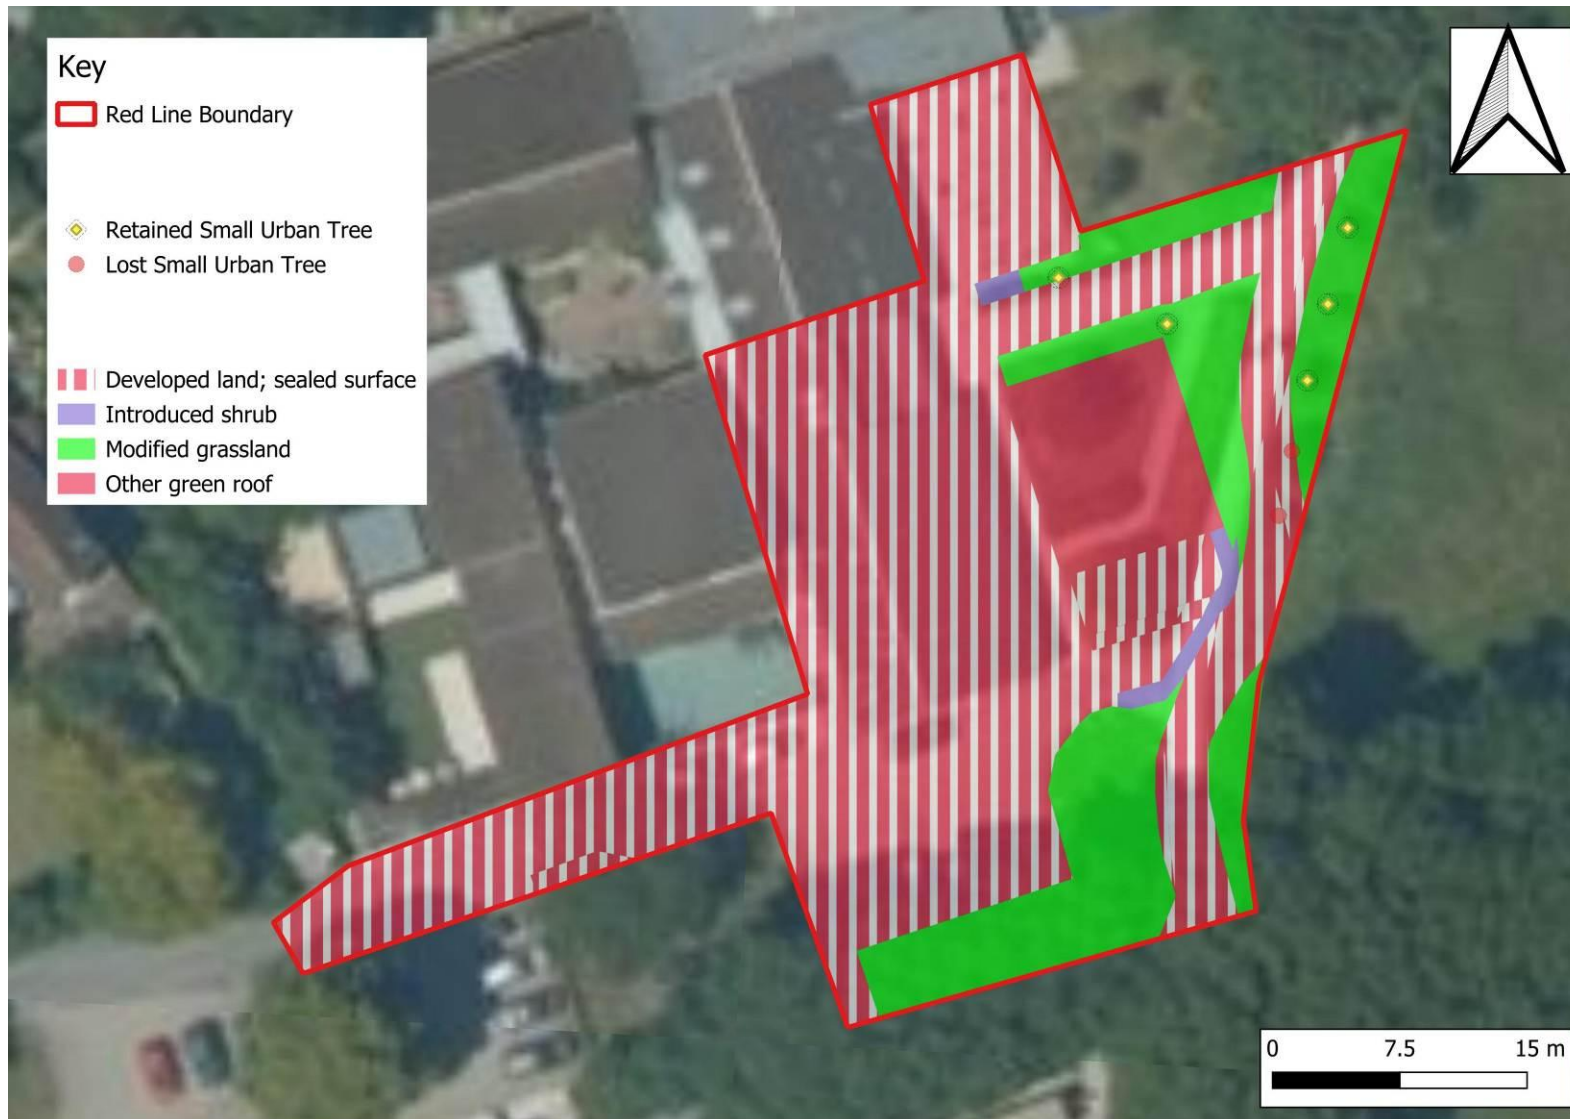 Key
Red Line Boundary
Retained Small Urban Tree
Lost Small Urban Tree
Developed land; sealed surface
Introduced shrub
Modified grassland
Other green roof
0 7.5 15 m